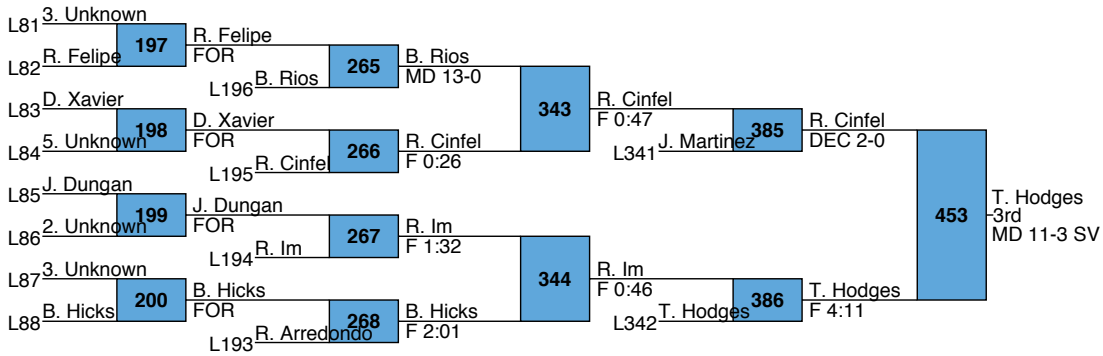 L81 3. Unknown
197
R. Felipe
FOR
L82 R. Felipe
265
B. Rios
MD 13-0
L196 B. Rios
L83 D. Xavier
198
D. Xavier
FOR
L84 5. Unknown
266
R. Cinfel
F 0:26
L195 R. Cinfel
343
R. Cinfel
F 0:47
L341 J. Martinez
385
R. Cinfel
DEC 2-0
L85 J. Dungan
199
J. Dungan
FOR
L86 2. Unknown
267
R. Im
F 1:32
L194 R. Im
L87 3. Unknown
200
B. Hicks
FOR
L88 B. Hicks
268
B. Hicks
F 2:01
L193 R. Arredondo
344
R. Im
F 0:46
L342 T. Hodges
386
T. Hodges
F 4:11
453
T. Hodges
3rd
MD 11-3 SV